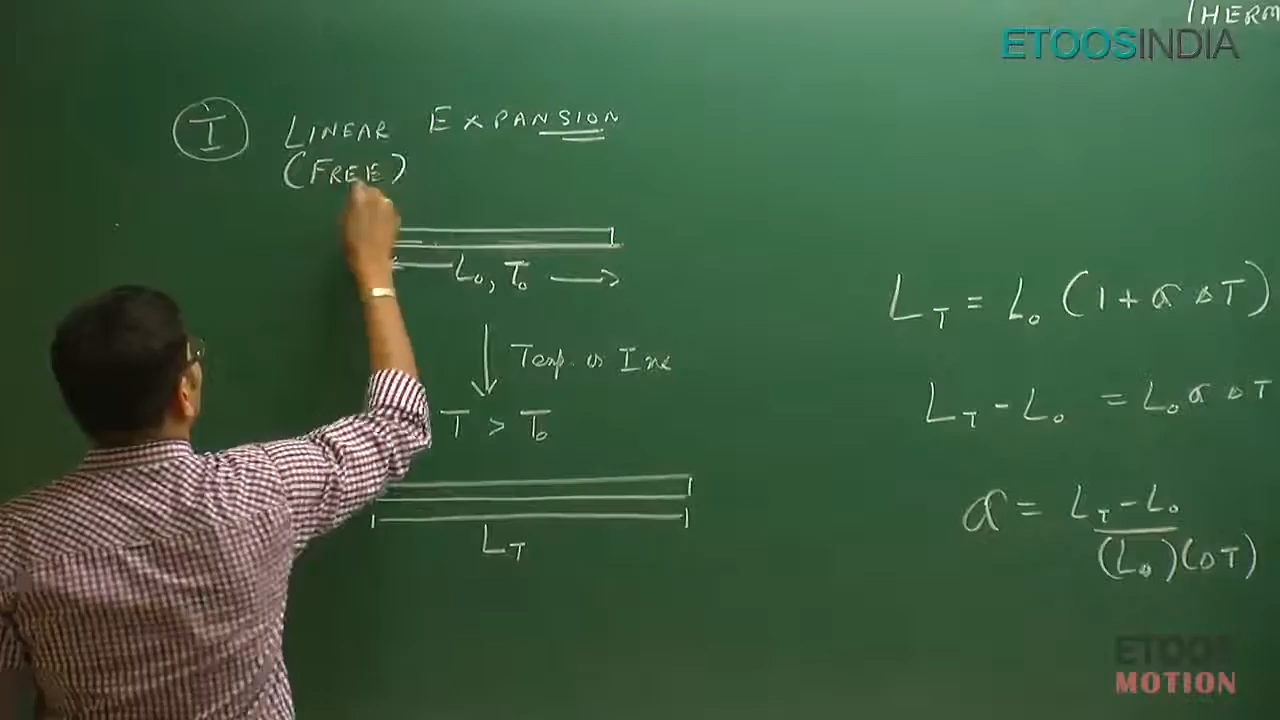 THERM
ETOOSINDIA
I LINEAR EXPANSION
(FREE)
L₀, T₀
Temp. is Inc
T > T₀
L_T
L_T = L₀ (1 + α ΔT)
L_T - L₀ = L₀ α ΔT
α = L_T - L₀
(L₀)(ΔT)
ETOOS
MOTION